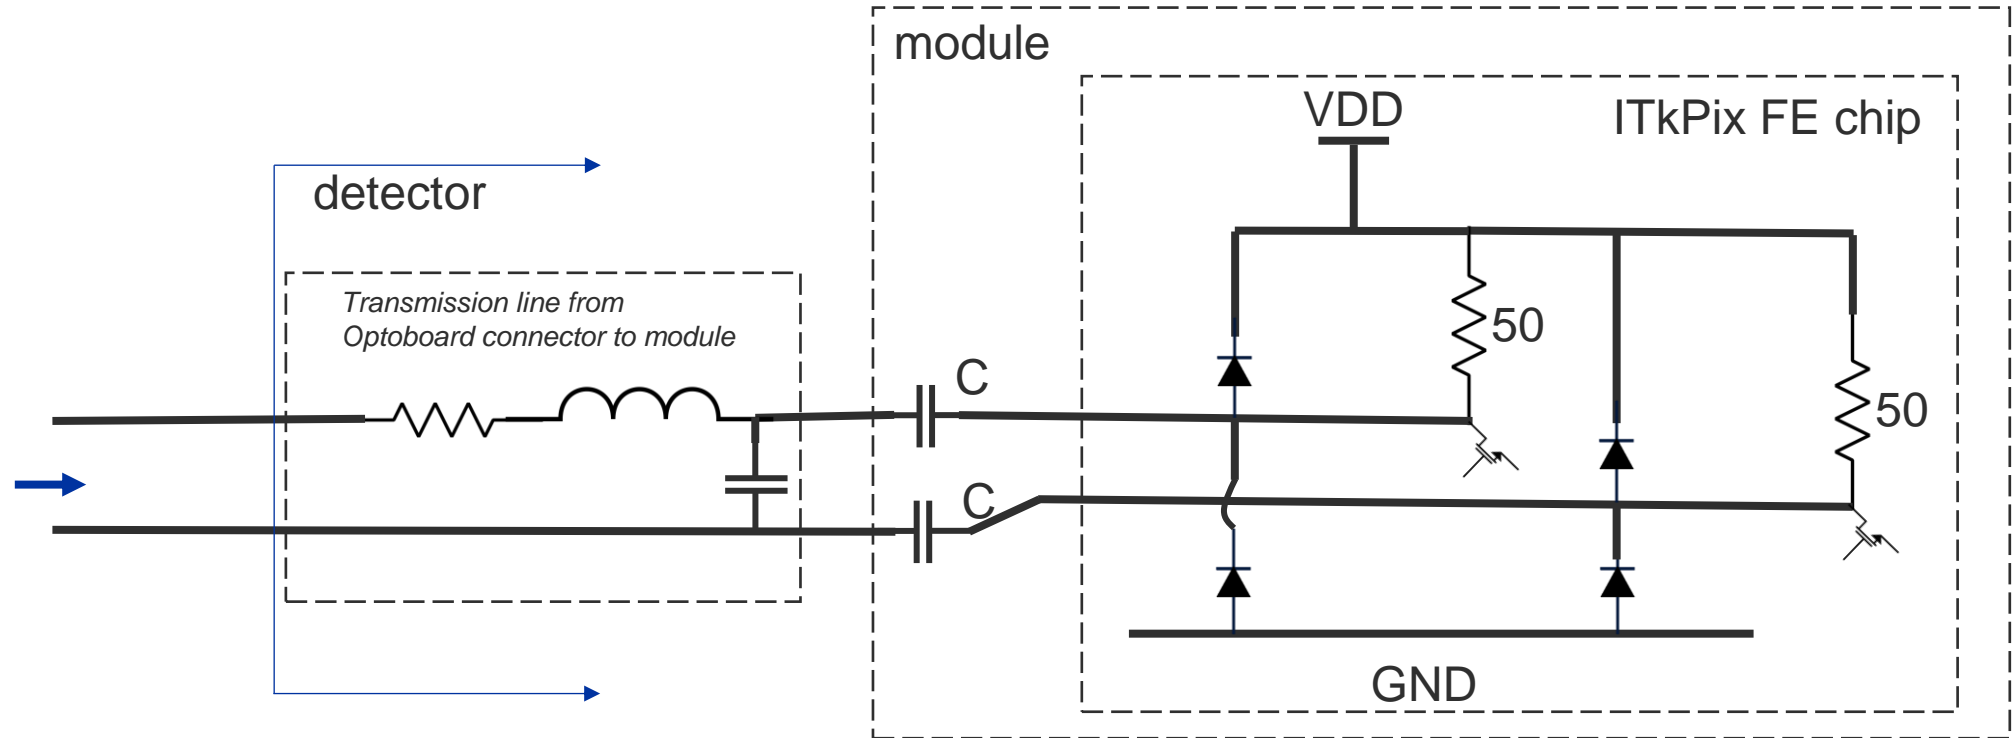 module
VDD
ITkPix FE chip
detector
Transmission line from
Optoboard connector to module
50
C
50
C
GND